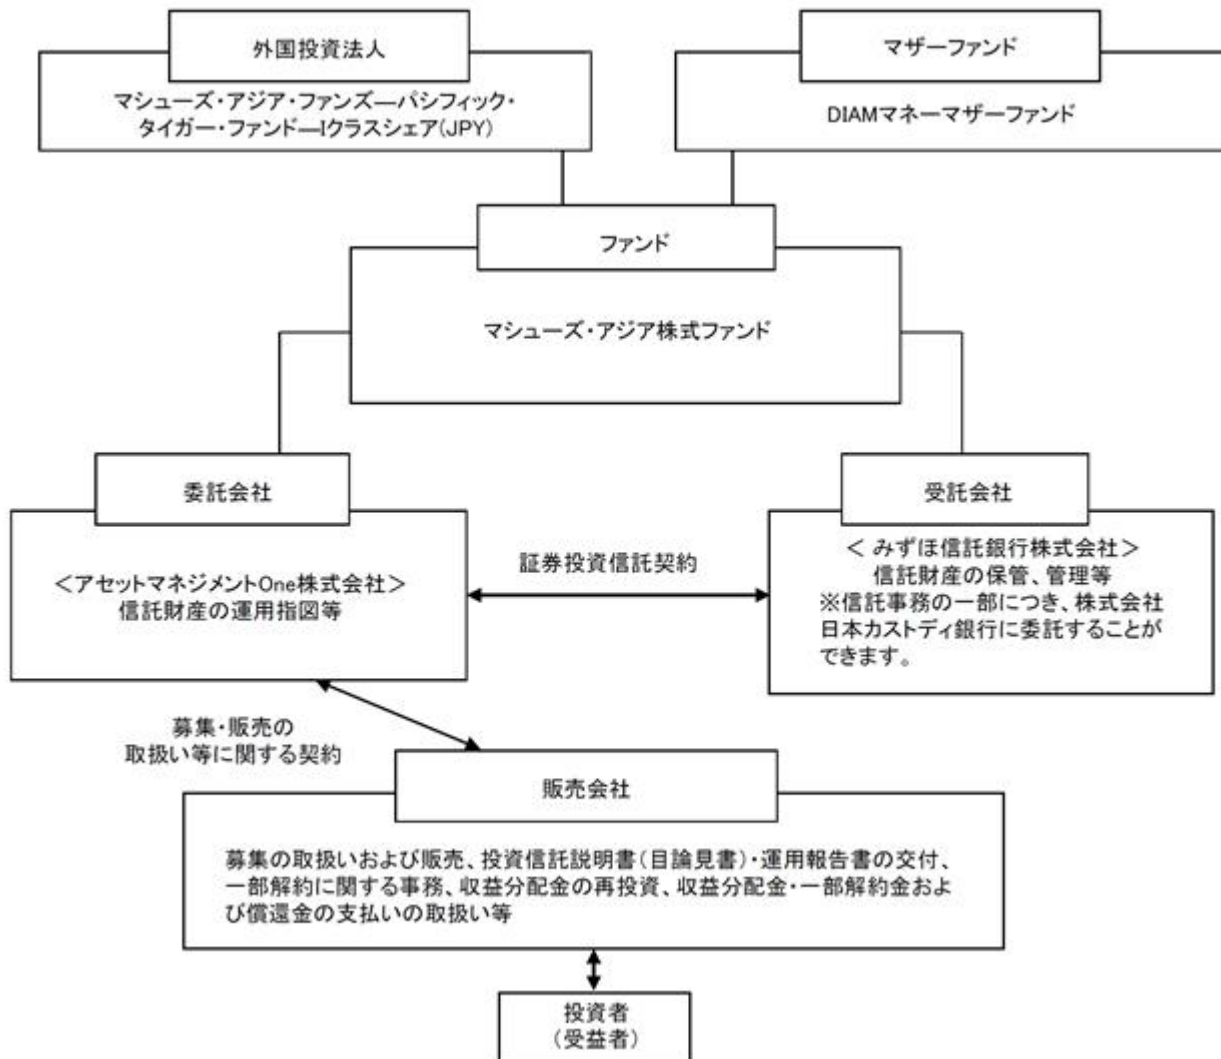 外国投資法人
マシューズ・アジア・ファンズ―パシフィック・
タイガー・ファンド―Iクラスシェア(JPY)
マザーファンド
DIAMマネーマザーファンド
ファンド
マシューズ・アジア株式ファンド
委託会社
＜アセットマネジメントOne株式会社＞
信託財産の運用指図等
証券投資信託契約
受託会社
＜ みずほ信託銀行株式会社＞
信託財産の保管、管理等
※信託事務の一部につき、株式会社
日本カストディ銀行に委託することが
できます。
募集・販売の
取扱い等に関する契約
販売会社
募集の取扱いおよび販売、投資信託説明書（目論見書）・運用報告書の交付、
一部解約に関する事務、収益分配金の再投資、収益分配金・一部解約金およ
び償還金の支払いの取扱い等
投資者
（受益者）